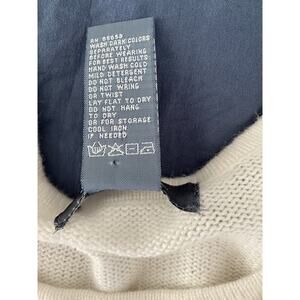 RN 65653
WASH DARK COLORS
SEPARATELY
BEFORE WEARING
FOR BEST RESULTS
HAND WASH COLD
MILD DETERGENT
DO NOT BLEACH
DO NOT WRING
OR TWIST
LAY FLAT TO DRY
DO NOT HANG
TO DRY
OR FOR STORAGE
COOL IRON
IF NEEDED